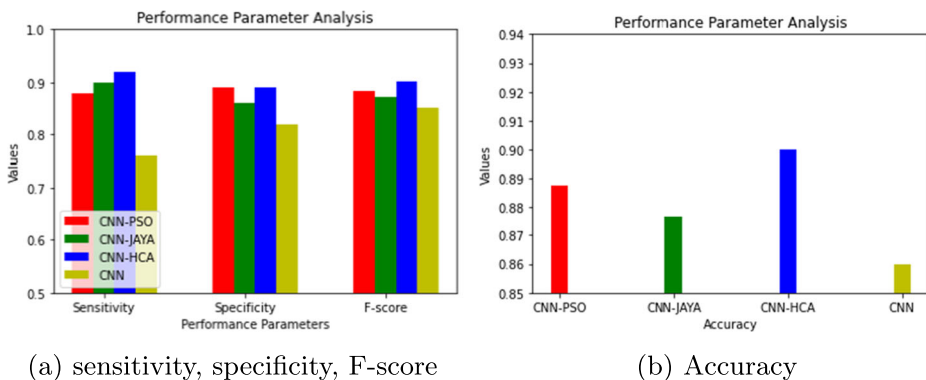 Performance Parameter Analysis
1.0
0.9
0.8
0.7
0.6
0.5
Values
CNN-PSO
CNN-JAYA
CNN-HCA
CNN
Sensitivity Specificity F-score
Performance Parameters
(a) sensitivity, specificity, F-score
Performance Parameter Analysis
0.94
0.93
0.92
0.91
0.90
0.89
0.88
0.87
0.86
0.85
Values
CNN-PSO CNN-JAYA CNN-HCA CNN
Accuracy
(b) Accuracy